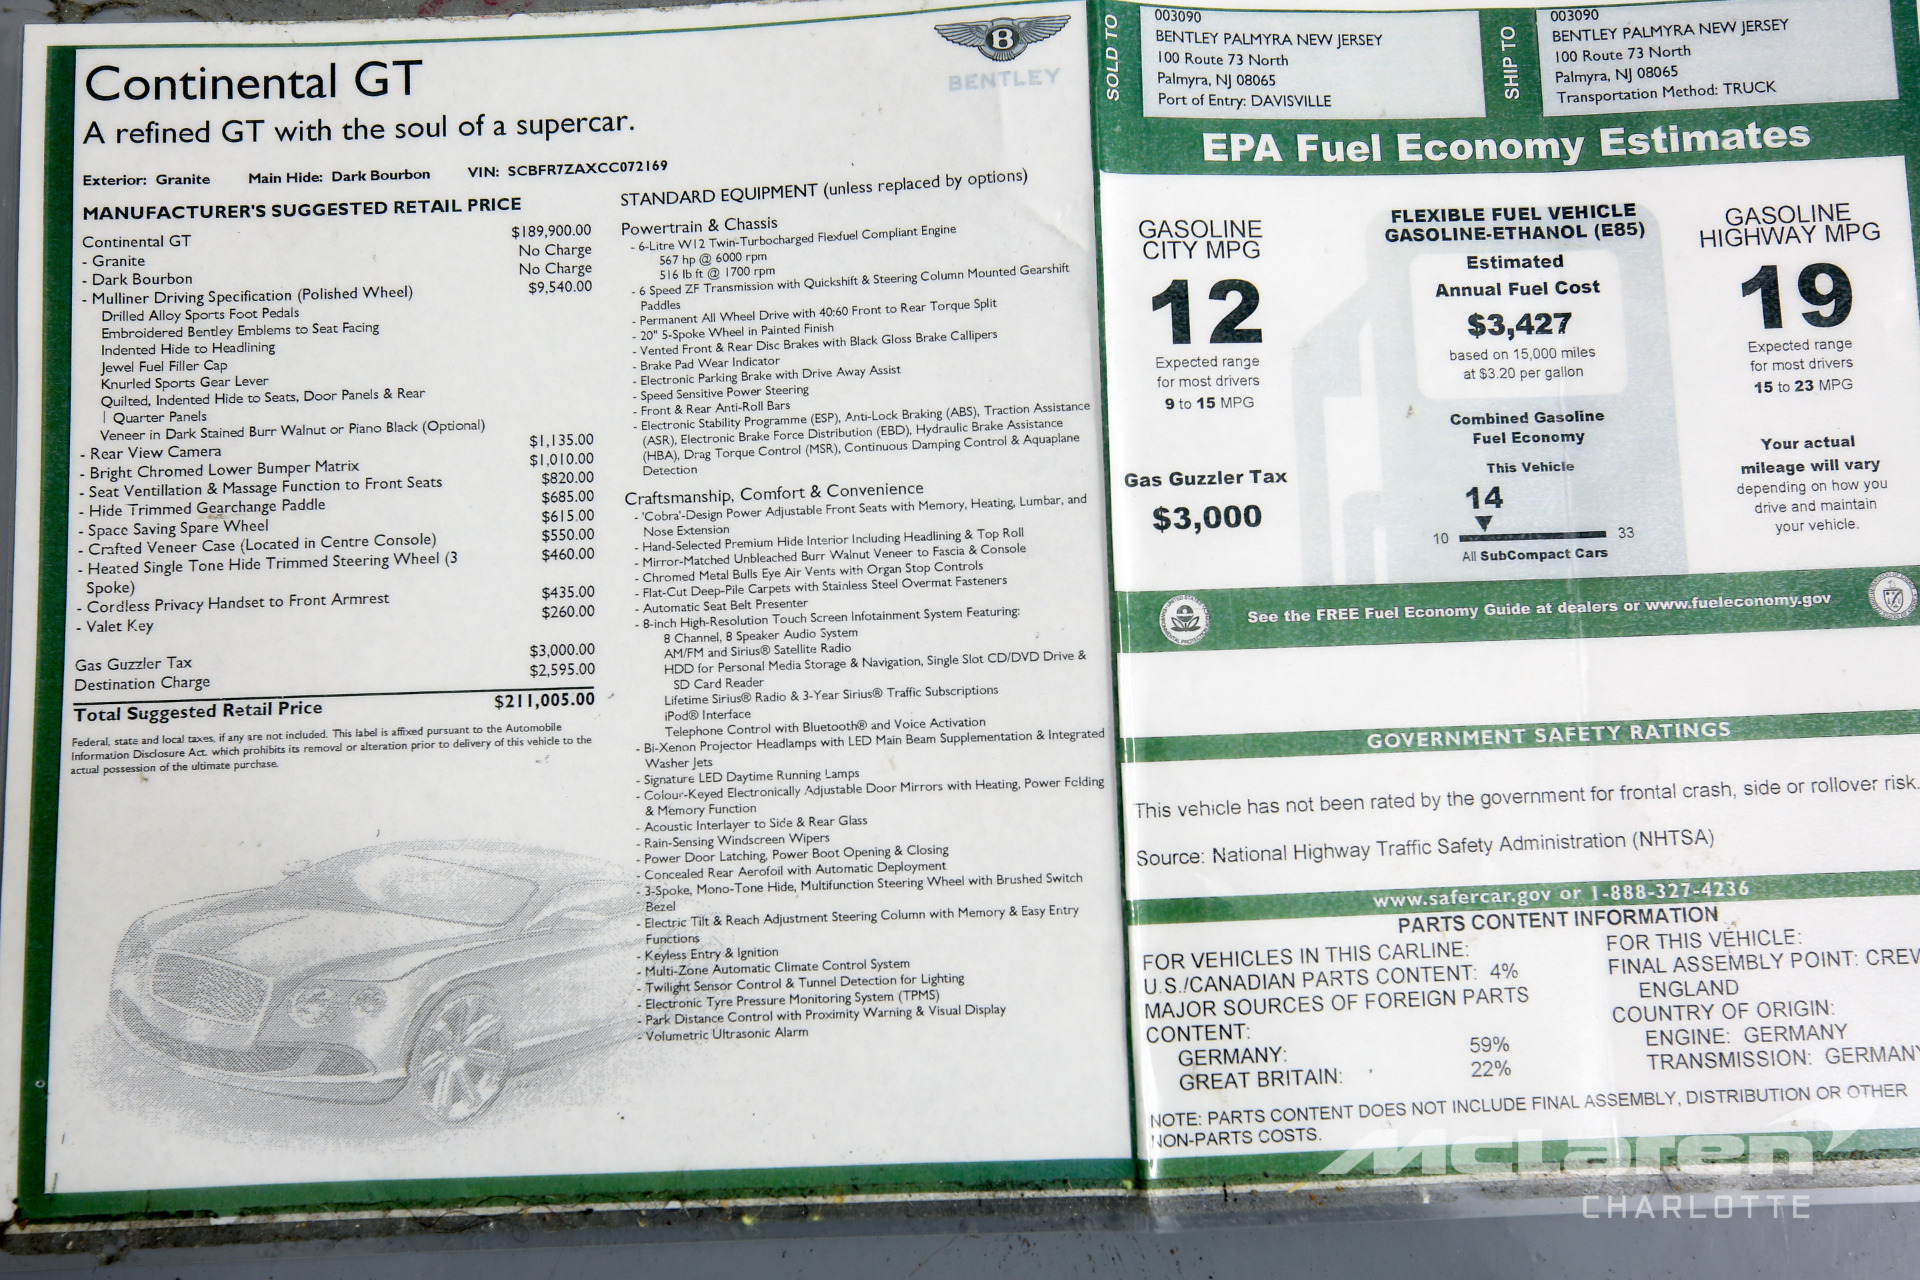 Continental GT
A refined GT with the soul of a supercar.
BENTLEY
Exterior: Granite Main Hide: Dark Bourbon VIN: SCBFR7ZAXCC072169
MANUFACTURER'S SUGGESTED RETAIL PRICE
Continental GT $189,900.00
- Granite No Charge
- Dark Bourbon No Charge
- Mulliner Driving Specification (Polished Wheel) $9,540.00
Drilled Alloy Sports Foot Pedals
Embroidered Bentley Emblems to Seat Facing
Indented Hide to Headlining
Jewel Fuel Filler Cap
Knurled Sports Gear Lever
Quilted, Indented Hide to Seats, Door Panels & Rear
Quarter Panels
Veneer in Dark Stained Burr Walnut or Piano Black (Optional)
- Rear View Camera $1,135.00
- Bright Chromed Lower Bumper Matrix $1,010.00
- Seat Ventillation & Massage Function to Front Seats $820.00
- Hide Trimmed Gearchange Paddle $685.00
- Space Saving Spare Wheel $615.00
- Crafted Veneer Case (Located in Centre Console) $550.00
- Heated Single Tone Hide Trimmed Steering Wheel (3 $460.00
Spoke)
- Cordless Privacy Handset to Front Armrest $435.00
- Valet Key $260.00
Gas Guzzler Tax $3,000.00
Destination Charge $2,595.00
Total Suggested Retail Price $211,005.00
Federal, state and local taxes, if any are not included. This label is affixed pursuant to the Automobile
Information Disclosure Act. which prohibits its removal or alteration prior to delivery of this vehicle to the
actual possession of the ultimate purchase.
STANDARD EQUIPMENT (unless replaced by options)
Powertrain & Chassis
- 6-Litre W12 Twin-Turbocharged Flexfuel Compliant Engine
567 hp @ 6000 rpm
516 lb ft @ 1700 rpm
- 6 Speed ZF Transmission with Quickshift & Steering Column Mounted Gearshift
Paddles
- Permanent All Wheel Drive with 40:60 Front to Rear Torque Split
- 20" 5-Spoke Wheel in Painted Finish
- Vented Front & Rear Disc Brakes with Black Gloss Brake Callipers
- Brake Pad Wear Indicator
- Electronic Parking Brake with Drive Away Assist
- Speed Sensitive Power Steering
- Front & Rear Anti-Roll Bars
- Electronic Stability Programme (ESP), Anti-Lock Braking (ABS), Traction Assistance
(ASR), Electronic Brake Force Distribution (EBD), Hydraulic Brake Assistance
(HBA), Drag Torque Control (MSR), Continuous Damping Control & Aquaplane
Detection
Craftsmanship, Comfort & Convenience
- 'Cobra'-Design Power Adjustable Front Seats with Memory, Heating, Lumbar, and
Nose Extension
- Hand-Selected Premium Hide Interior Including Headlining & Top Roll
- Mirror-Matched Unbleached Burr Walnut Veneer to Fascia & Console
- Chromed Metal Bulls Eye Air Vents with Organ Stop Controls
- Flat-Cut Deep-Pile Carpets with Stainless Steel Overmat Fasteners
- Automatic Seat Belt Presenter
- 8-inch High-Resolution Touch Screen Infotainment System Featuring:
8 Channel, 8 Speaker Audio System
AM/FM and Sirius® Satellite Radio
HDD for Personal Media Storage & Navigation, Single Slot CD/DVD Drive &
SD Card Reader
Lifetime Sirius® Radio & 3-Year Sirius® Traffic Subscriptions
iPod® Interface
Telephone Control with Bluetooth® and Voice Activation
- Bi-Xenon Projector Headlamps with LED Main Beam Supplementation & Integrated
Washer Jets
- Signature LED Daytime Running Lamps
- Colour-Keyed Electronically Adjustable Door Mirrors with Heating, Power Folding
& Memory Function
- Acoustic Interlayer to Side & Rear Glass
- Rain-Sensing Windscreen Wipers
- Power Door Latching, Power Boot Opening & Closing
- Concealed Rear Aerofoil with Automatic Deployment
- 3-Spoke, Mono-Tone Hide, Multifunction Steering Wheel with Brushed Switch
Bezel
- Electric Tilt & Reach Adjustment Steering Column with Memory & Easy Entry
Functions
- Keyless Entry & Ignition
- Multi-Zone Automatic Climate Control System
- Twilight Sensor Control & Tunnel Detection for Lighting
- Electronic Tyre Pressure Monitoring System (TPMS)
- Park Distance Control with Proximity Warning & Visual Display
- Volumetric Ultrasonic Alarm
SOLD TO
003090
BENTLEY PALMYRA NEW JERSEY
100 Route 73 North
Palmyra, NJ 08065
Port of Entry: DAVISVILLE
SHIP TO
003090
BENTLEY PALMYRA NEW JERSEY
100 Route 73 North
Palmyra, NJ 08065
Transportation Method: TRUCK
EPA Fuel Economy Estimates
GASOLINE
CITY MPG
12
Expected range
for most drivers
9 to 15 MPG
Gas Guzzler Tax
$3,000
FLEXIBLE FUEL VEHICLE
GASOLINE-ETHANOL (E85)
Estimated
Annual Fuel Cost
$3,427
based on 15,000 miles
at $3.20 per gallon
Combined Gasoline
Fuel Economy
This Vehicle
14
10 33
All SubCompact Cars
GASOLINE
HIGHWAY MPG
19
Expected range
for most drivers
15 to 23 MPG
Your actual
mileage will vary
depending on how you
drive and maintain
your vehicle.
See the FREE Fuel Economy Guide at dealers or www.fueleconomy.gov
GOVERNMENT SAFETY RATINGS
This vehicle has not been rated by the government for frontal crash, side or rollover risk.
Source: National Highway Traffic Safety Administration (NHTSA)
www.safercar.gov or 1-888-327-4236
PARTS CONTENT INFORMATION
FOR VEHICLES IN THIS CARLINE:
U.S./CANADIAN PARTS CONTENT: 4%
MAJOR SOURCES OF FOREIGN PARTS
CONTENT:
GERMANY: 59%
GREAT BRITAIN: 22%
FOR THIS VEHICLE:
FINAL ASSEMBLY POINT: CREW
ENGLAND
COUNTRY OF ORIGIN:
ENGINE: GERMANY
TRANSMISSION: GERMANY
NOTE: PARTS CONTENT DOES NOT INCLUDE FINAL ASSEMBLY, DISTRIBUTION OR OTHER
NON-PARTS COSTS.
McLaren
CHARLOTTE